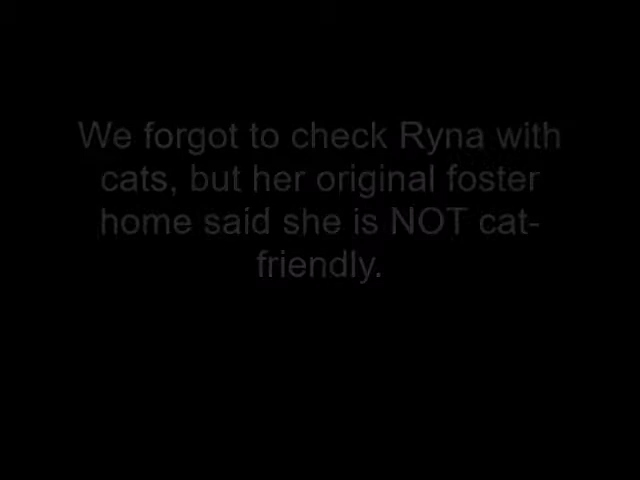 We forgot to check Ryna with
cats, but her original foster
home said she is NOT cat-
friendly.